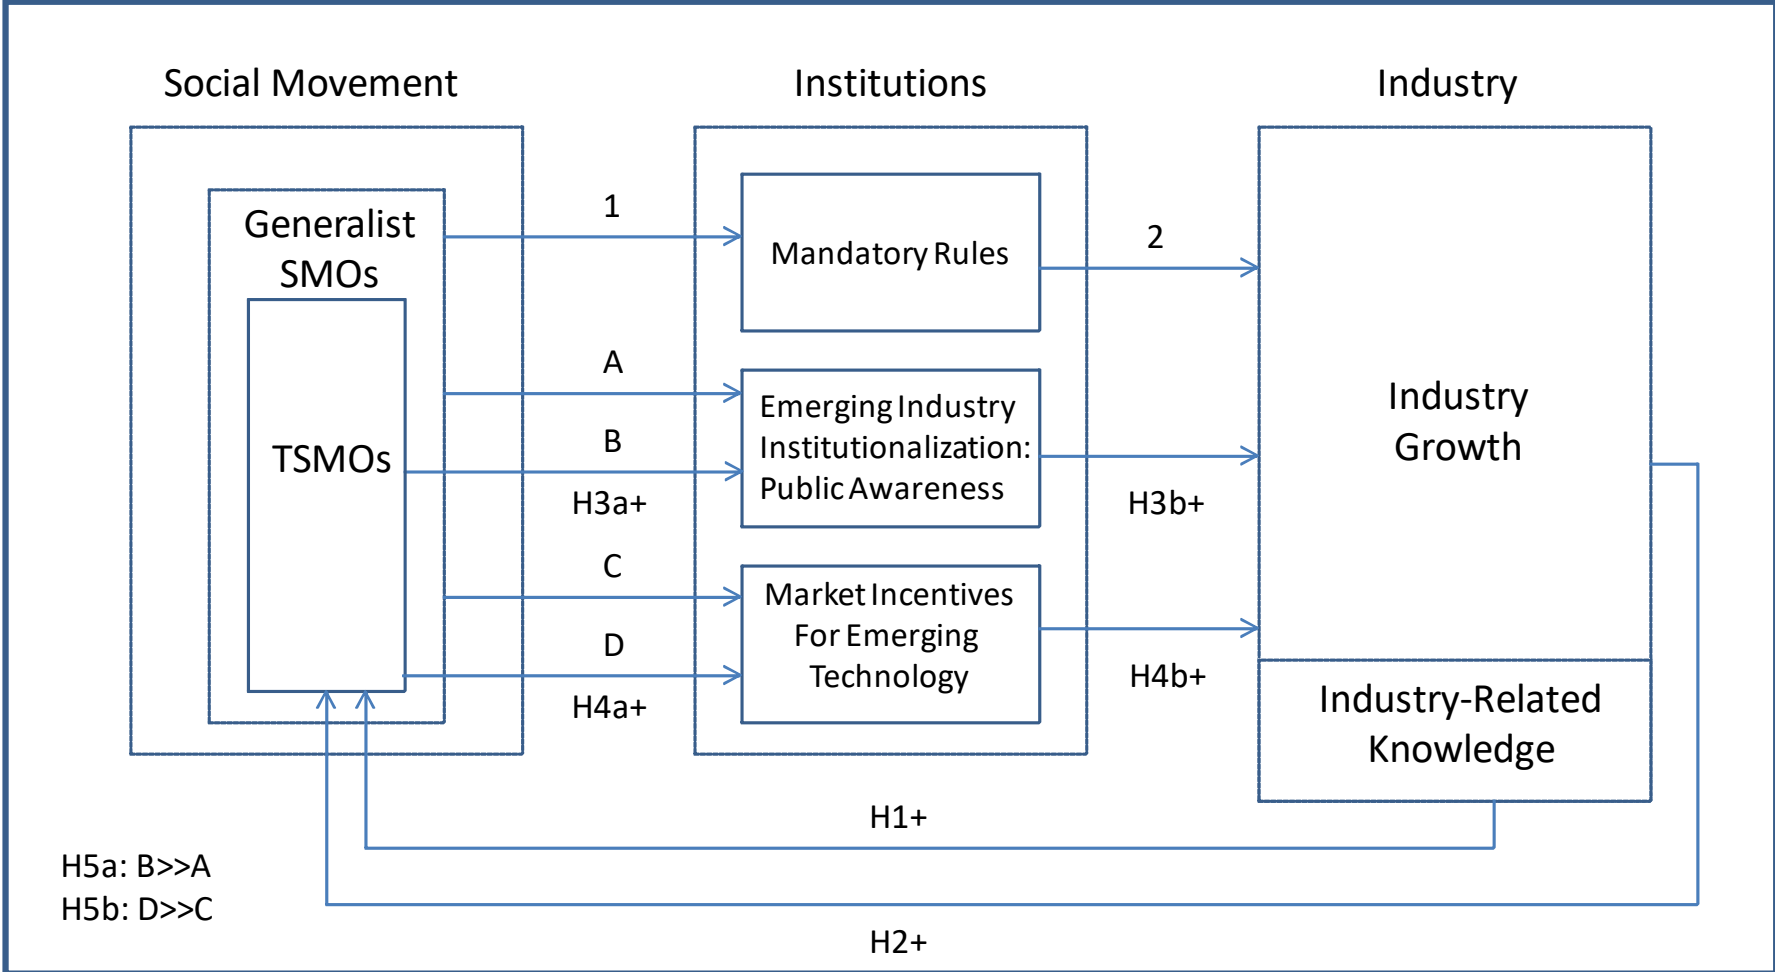 Social Movement
Institutions
Industry
Generalist
SMOs
TSMOs
1
A
B
H3a+
C
D
H4a+
Mandatory Rules
Emerging Industry
Institutionalization:
Public Awareness
Market Incentives
For Emerging
Technology
2
H3b+
H4b+
Industry
Growth
Industry-Related
Knowledge
H1+
H5a: B>>A
H5b: D>>C
H2+